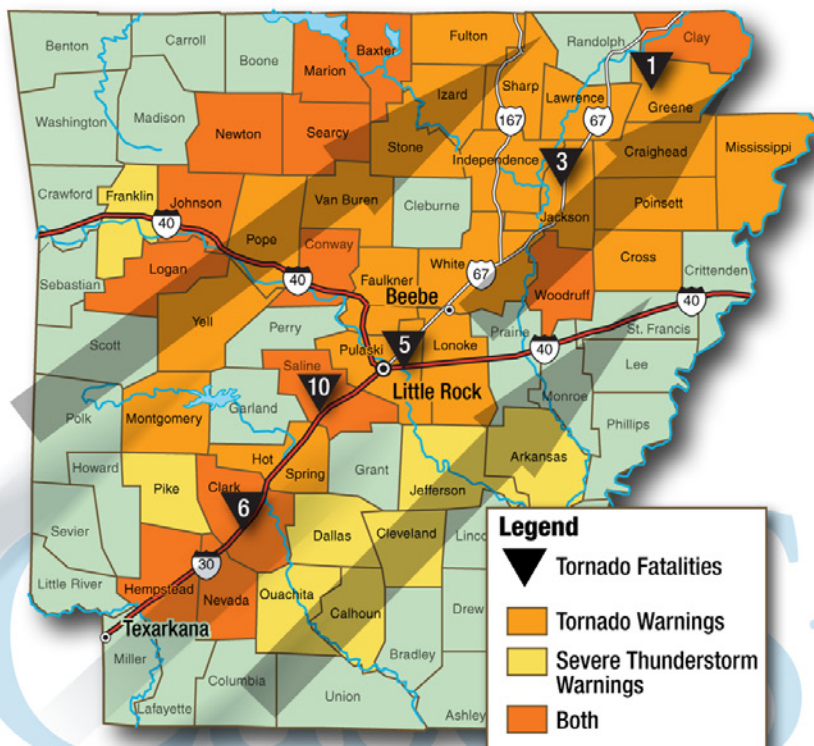 Benton
Carroll
Boone
Baxter
Marion
Fulton
Randolph
Clay
1
Izard
Sharp
Lawrence
Greene
Washington
Madison
Newton
Searcy
Stone
167
67
Independence
3
Craighead
Mississippi
Crawford
Franklin
Johnson
Van Buren
Cleburne
Jackson
Poinsett
40
Pope
Conway
Logan
40
Faulkner
White
67
Cross
Crittenden
Sebastian
Beebe
Woodruff
40
Yell
Perry
Prairie
St. Francis
Scott
Pulaski
5
Lonoke
40
Lee
Saline
Little Rock
10
Monroe
Polk
Montgomery
Garland
Phillips
Howard
Hot
Spring
Grant
Arkansas
Pike
Clark
Jefferson
Sevier
6
Dallas
Cleveland
Linc
Little River
30
Hempstead
Nevada
Ouachita
Calhoun
Drew
Texarkana
Miller
Bradley
Columbia
Union
Lafayette
Ashley
Legend
Tornado Fatalities
Tornado Warnings
Severe Thunderstorm
Warnings
Both